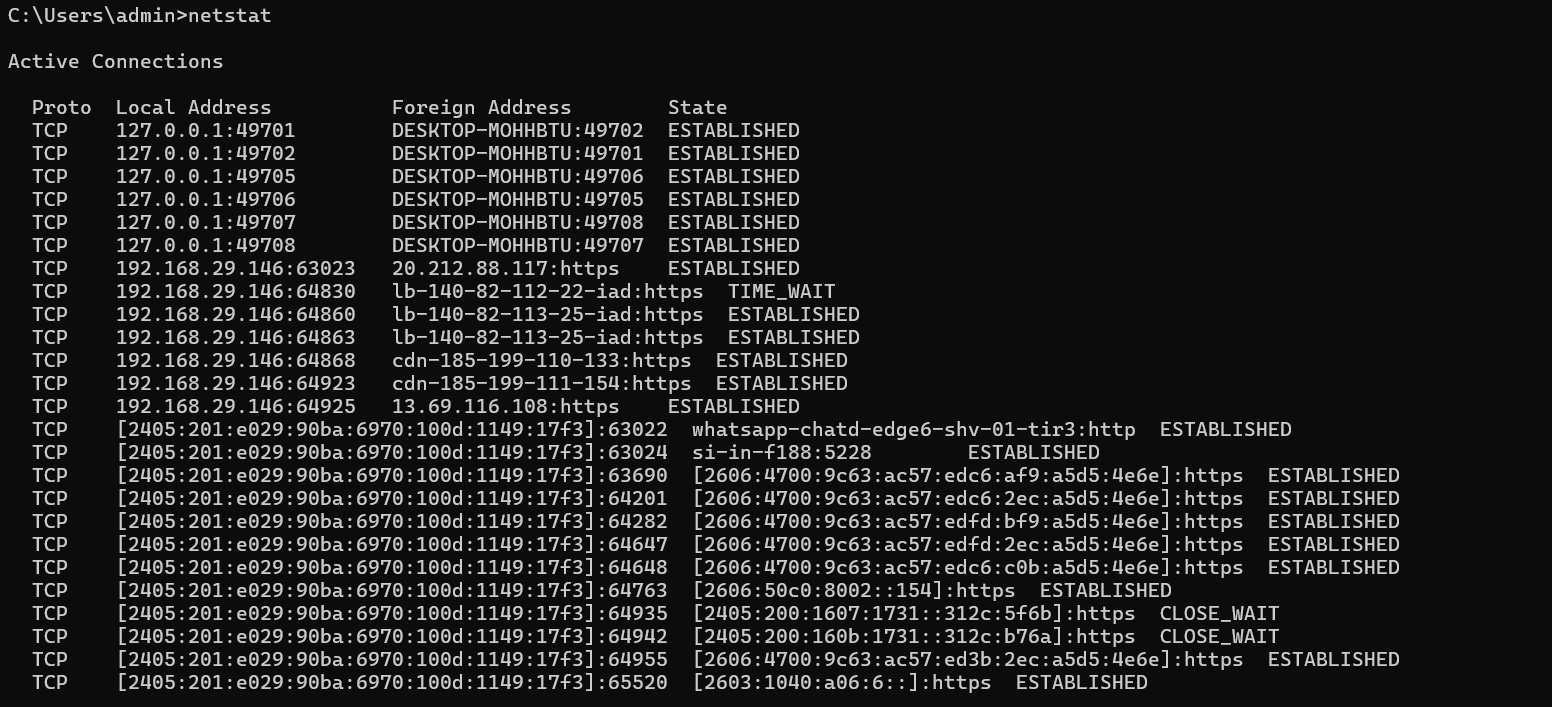 C:\Users\admin>netstat
Active Connections
Proto  Local Address          Foreign Address        State
TCP    127.0.0.1:49701        DESKTOP-MOHHBTU:49702  ESTABLISHED
TCP    127.0.0.1:49702        DESKTOP-MOHHBTU:49701  ESTABLISHED
TCP    127.0.0.1:49705        DESKTOP-MOHHBTU:49706  ESTABLISHED
TCP    127.0.0.1:49706        DESKTOP-MOHHBTU:49705  ESTABLISHED
TCP    127.0.0.1:49707        DESKTOP-MOHHBTU:49708  ESTABLISHED
TCP    127.0.0.1:49708        DESKTOP-MOHHBTU:49707  ESTABLISHED
TCP    192.168.29.146:63023   20.212.88.117:https    ESTABLISHED
TCP    192.168.29.146:64830   lb-140-82-112-22-iad:https  TIME_WAIT
TCP    192.168.29.146:64860   lb-140-82-113-25-iad:https  ESTABLISHED
TCP    192.168.29.146:64863   lb-140-82-113-25-iad:https  ESTABLISHED
TCP    192.168.29.146:64868   cdn-185-199-110-133:https  ESTABLISHED
TCP    192.168.29.146:64923   cdn-185-199-111-154:https  ESTABLISHED
TCP    192.168.29.146:64925   13.69.116.108:https    ESTABLISHED
TCP    [2405:201:e029:90ba:6970:100d:1149:17f3]:63022  whatsapp-chatd-edge6-shv-01-tir3:http  ESTABLISHED
TCP    [2405:201:e029:90ba:6970:100d:1149:17f3]:63024  si-in-f188:5228        ESTABLISHED
TCP    [2405:201:e029:90ba:6970:100d:1149:17f3]:63690  [2606:4700:9c63:ac57:edc6:af9:a5d5:4e6e]:https  ESTABLISHED
TCP    [2405:201:e029:90ba:6970:100d:1149:17f3]:64201  [2606:4700:9c63:ac57:edc6:2ec:a5d5:4e6e]:https  ESTABLISHED
TCP    [2405:201:e029:90ba:6970:100d:1149:17f3]:64282  [2606:4700:9c63:ac57:edfd:bf9:a5d5:4e6e]:https  ESTABLISHED
TCP    [2405:201:e029:90ba:6970:100d:1149:17f3]:64647  [2606:4700:9c63:ac57:edfd:2ec:a5d5:4e6e]:https  ESTABLISHED
TCP    [2405:201:e029:90ba:6970:100d:1149:17f3]:64648  [2606:4700:9c63:ac57:edc6:c0b:a5d5:4e6e]:https  ESTABLISHED
TCP    [2405:201:e029:90ba:6970:100d:1149:17f3]:64763  [2606:50c0:8002::154]:https  ESTABLISHED
TCP    [2405:201:e029:90ba:6970:100d:1149:17f3]:64935  [2405:200:1607:1731::312c:5f6b]:https  CLOSE_WAIT
TCP    [2405:201:e029:90ba:6970:100d:1149:17f3]:64942  [2405:200:160b:1731::312c:b76a]:https  CLOSE_WAIT
TCP    [2405:201:e029:90ba:6970:100d:1149:17f3]:64955  [2606:4700:9c63:ac57:ed3b:2ec:a5d5:4e6e]:https  ESTABLISHED
TCP    [2405:201:e029:90ba:6970:100d:1149:17f3]:65520  [2603:1040:a06:6::]:https  ESTABLISHED